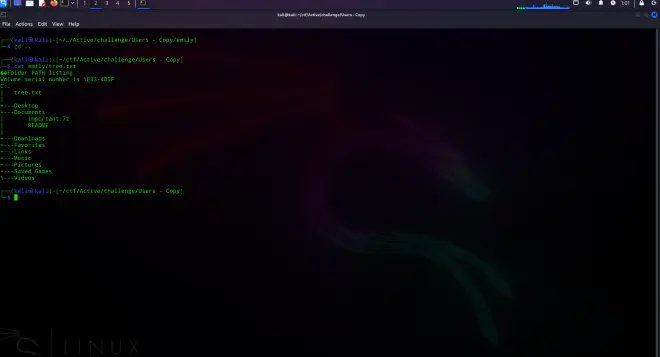 1 2 3 4 5
1:01
kali@kali: ~/ctf/Active/challenge/Users - Copy
File Actions Edit View Help
┌──(kali㉿kali)-[~/…/Active/challenge/Users - Copy/emily]
└─$ cd ..
┌──(kali㉿kali)-[~/ctf/Active/challenge/Users - Copy]
└─$ cat emily/tree.txt
Folder PATH listing
Volume serial number is 1E33-4D3F
C:.
│ tree.txt
│
+---Desktop
+---Documents
│ important.7z
│ README
│
+---Downloads
+---Favorites
+---Links
+---Music
+---Pictures
+---Saved Games
\---Videos
┌──(kali㉿kali)-[~/ctf/Active/challenge/Users - Copy]
└─$
LINUX